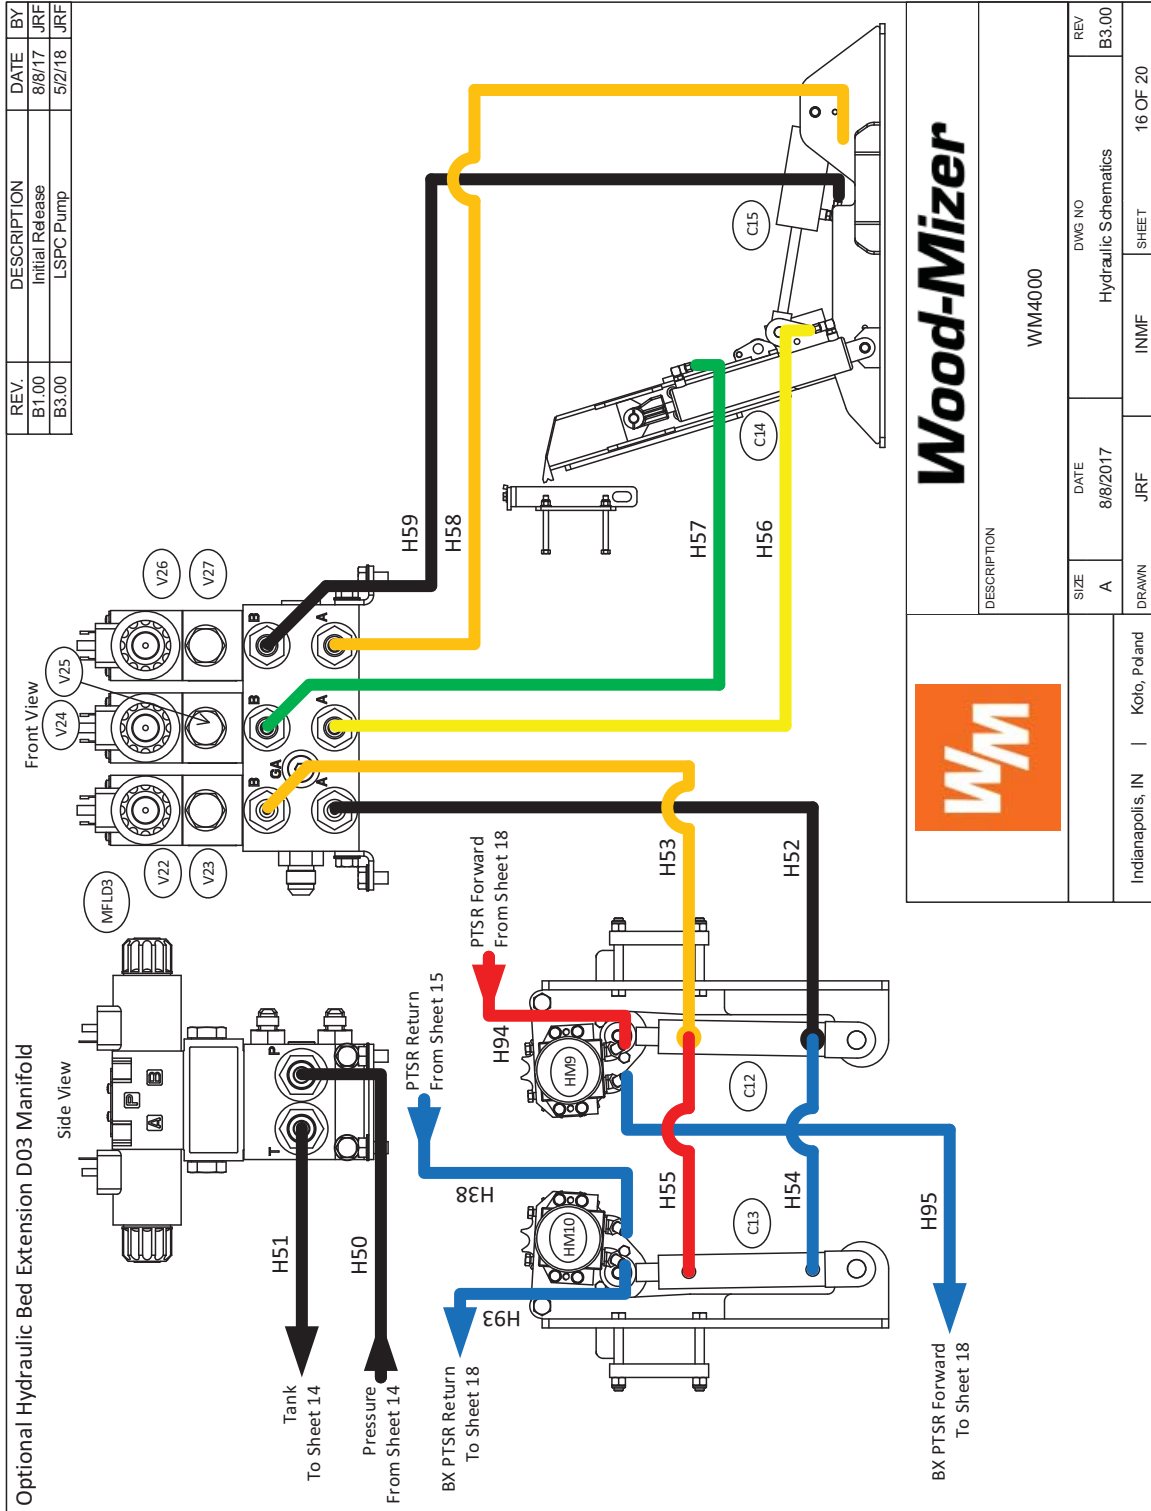 Optional Hydraulic Bed Extension D03 Manifold
REV. DESCRIPTION DATE BY
B1.00 Initial Release 8/8/17 JRF
B3.00 LSPC Pump 5/2/18 JRF
Side View
Front View
MFLD3
V22
V23
V24
V25
V26
V27
A P B
T P
B B B
GA
A A A
Tank
To Sheet 14
H51
Pressure
From Sheet 14
H50
H59
H58
H57
H56
C15
C14
PTSR Return
From Sheet 15
H38
PTSR Forward
From Sheet 18
H94
BX PTSR Return
To Sheet 18
H93
HM10
HM9
H53
H52
H55
H54
C13
C12
H95
BX PTSR Forward
To Sheet 18
WM
Wood-Mizer
DESCRIPTION
WM4000
SIZE DATE DWG NO REV
A 8/8/2017 Hydraulic Schematics B3.00
Indianapolis, IN | Koło, Poland
DRAWN JRF INMF SHEET 16 OF 20